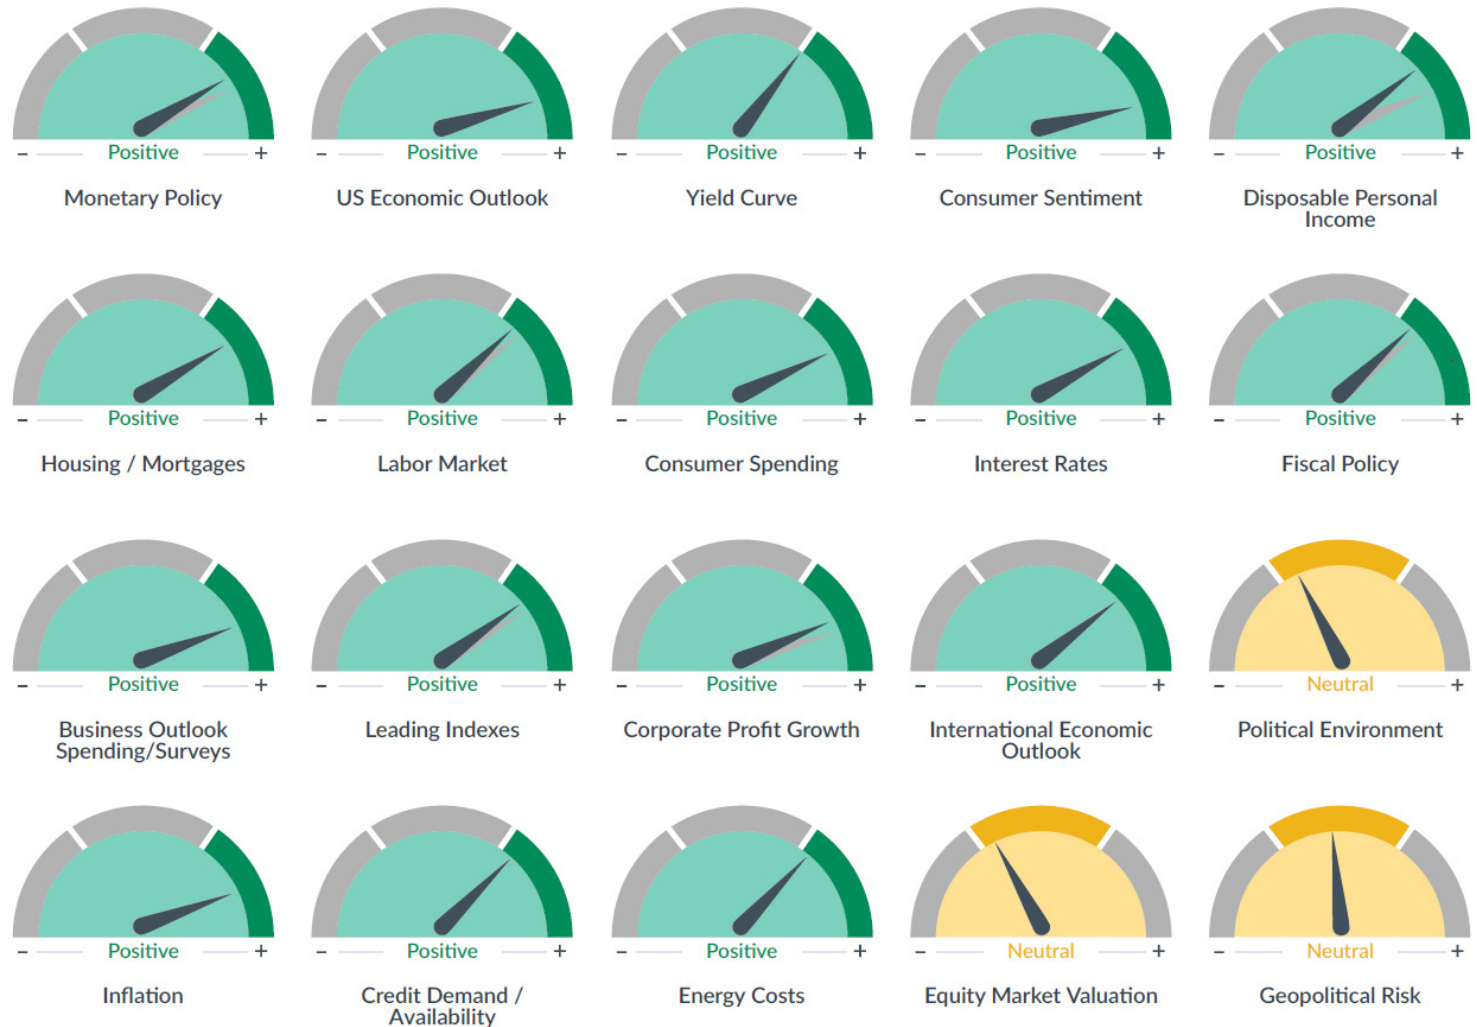 - Positive +
- Positive +
- Positive +
- Positive +
- Positive +
Monetary Policy
US Economic Outlook
Yield Curve
Consumer Sentiment
Disposable Personal
Income
- Positive +
- Positive +
- Positive +
- Positive +
- Positive +
Housing / Mortgages
Labor Market
Consumer Spending
Interest Rates
Fiscal Policy
- Positive +
- Positive +
- Positive +
- Positive +
- Neutral +
Business Outlook
Spending/Surveys
Leading Indexes
Corporate Profit Growth
International Economic
Outlook
Political Environment
- Positive +
- Positive +
- Positive +
- Neutral +
- Neutral +
Inflation
Credit Demand /
Availability
Energy Costs
Equity Market Valuation
Geopolitical Risk